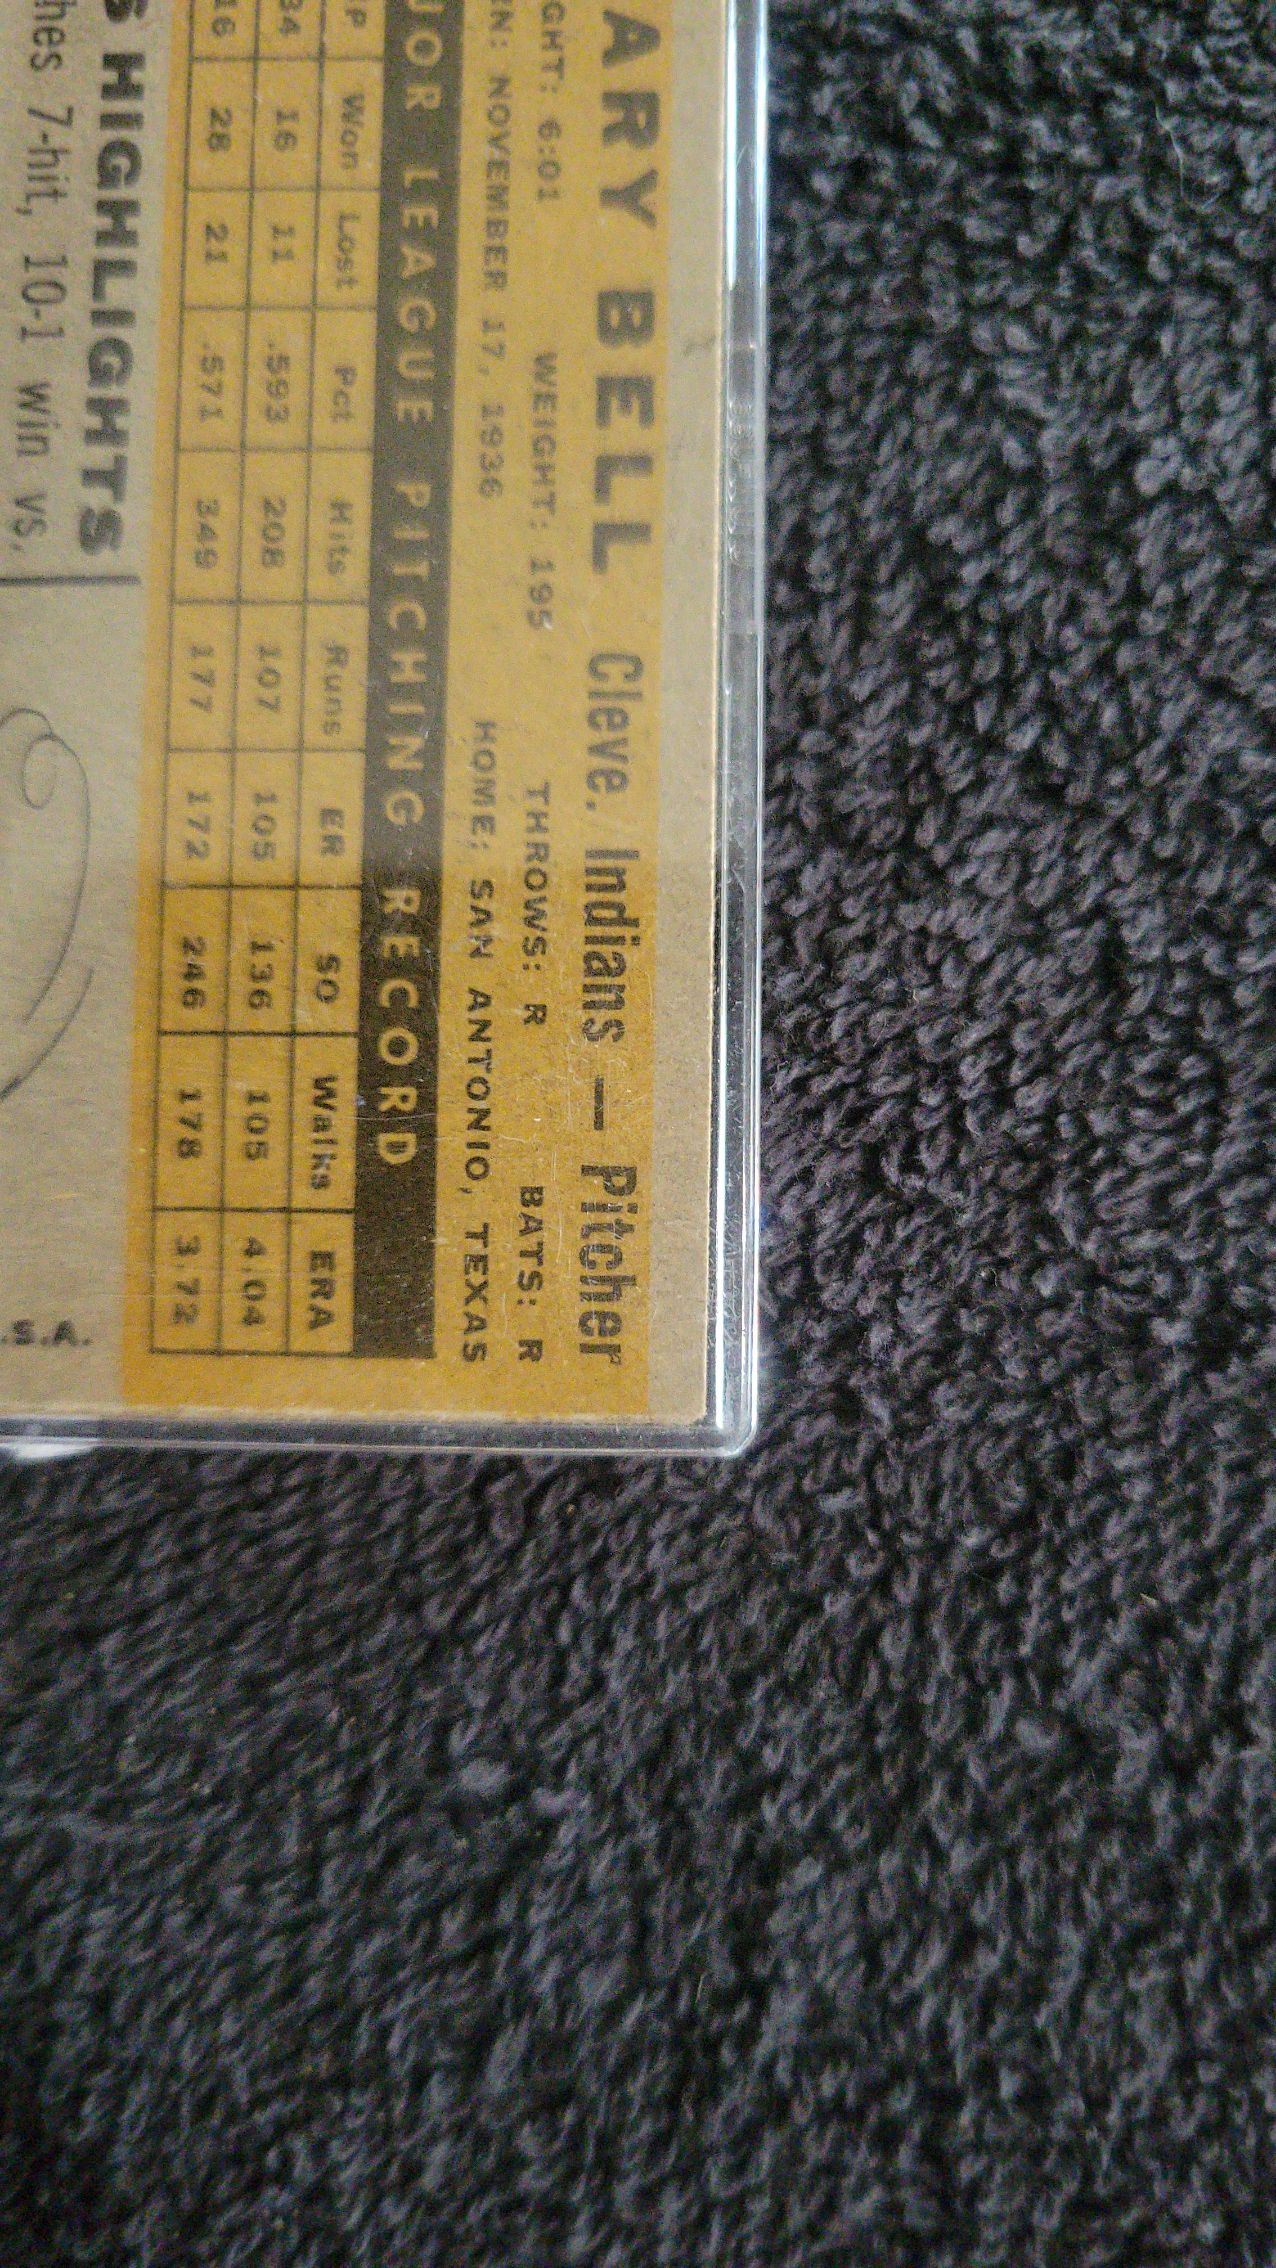 ARY BELL Cleve. Indians — Pitcher
GHT: 6:01 WEIGHT: 195 THROWS: R BATS: R
N: NOVEMBER 17, 1936 HOME: SAN ANTONIO, TEXAS
JOR LEAGUE PITCHING RECORD
IP Won Lost Pct Hits Runs ER SO Walks ERA
34 16 11 .593 208 107 105 136 105 4.04
16 28 21 .571 349 177 172 246 178 3.72
S HIGHLIGHTS
hes 7-hit, 10-1 win vs.
.S.A.